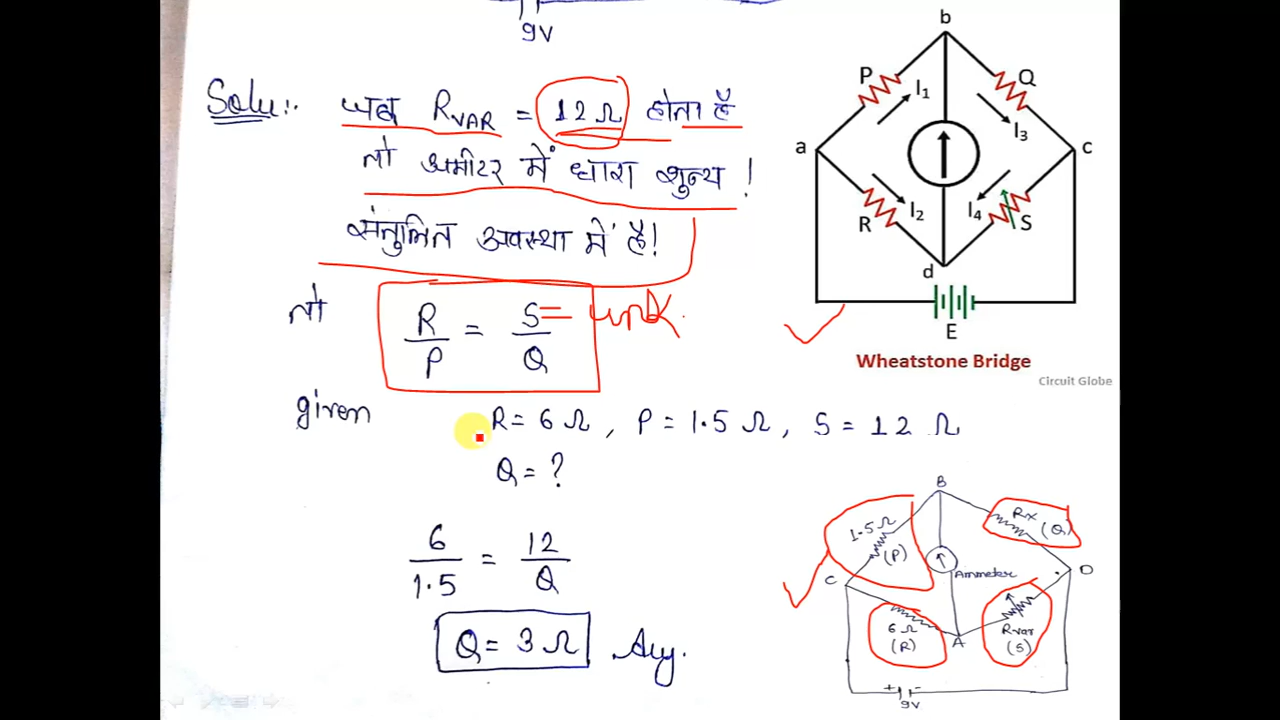 9V
Solu:- जब RVAR = 12 Ω होता है
तो अमीटर में धारा शुन्य !
संतुलित अवस्था में है!
तो R/P = S/Q = unk.
given R = 6 Ω , P = 1.5 Ω , S = 12 Ω
Q = ?
6/1.5 = 12/Q
Q = 3 Ω Ans.
b
P Q
I1 I3
a c
I2 I4
R S
d
E
Wheatstone Bridge
Circuit Globe
B
1.5 Ω (P)
Rx (Q)
C Ammeter D
6 Ω (R)
A
Rvar (S)
+ -
9V